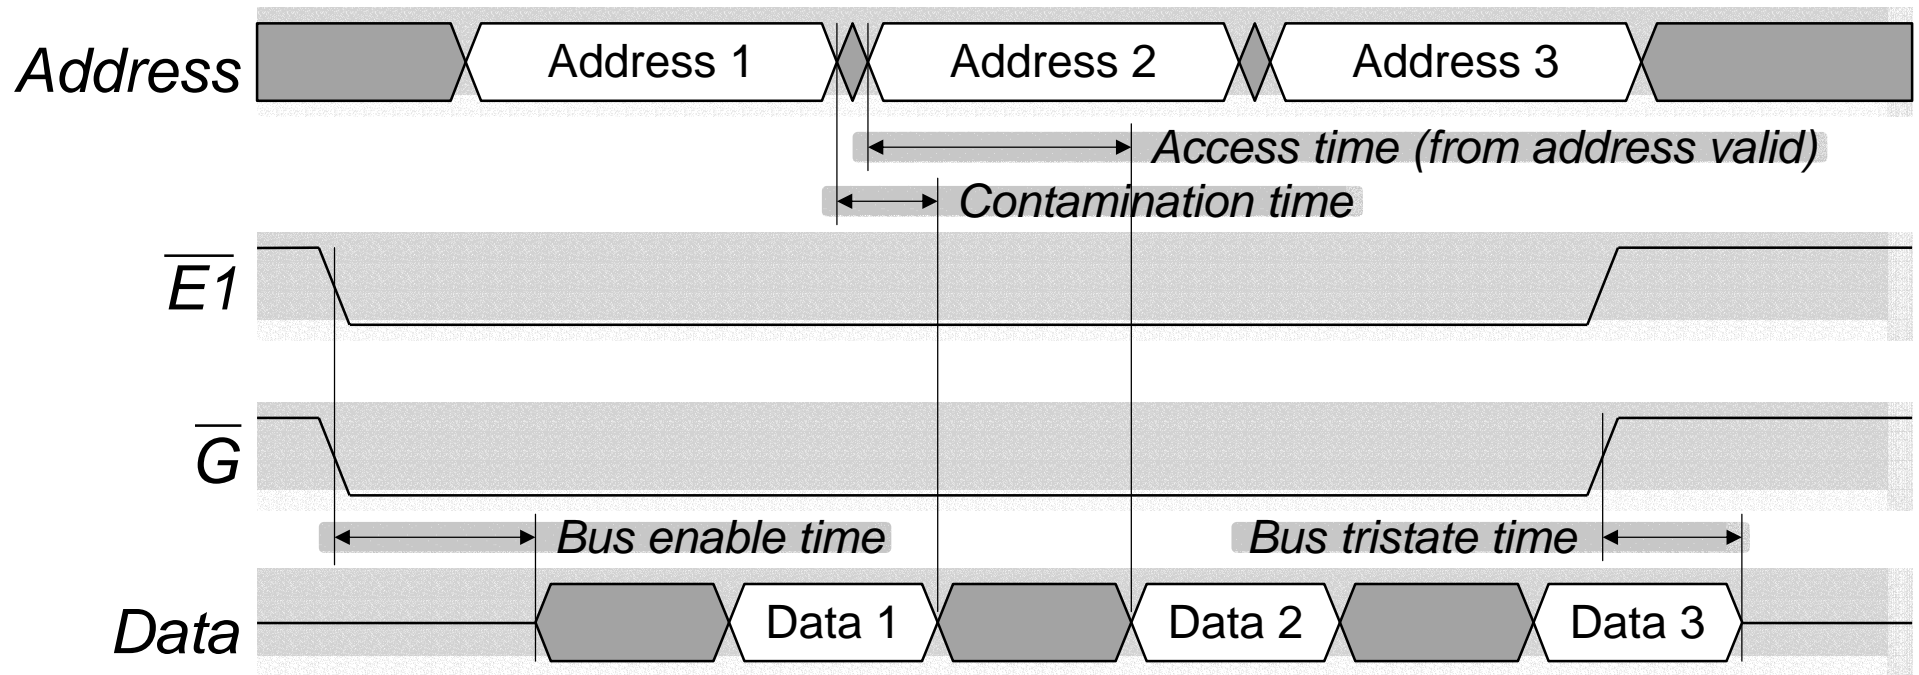 Address Address 1 Address 2 Address 3
Access time (from address valid)
Contamination time
E1
G
Bus enable time Bus tristate time
Data Data 1 Data 2 Data 3